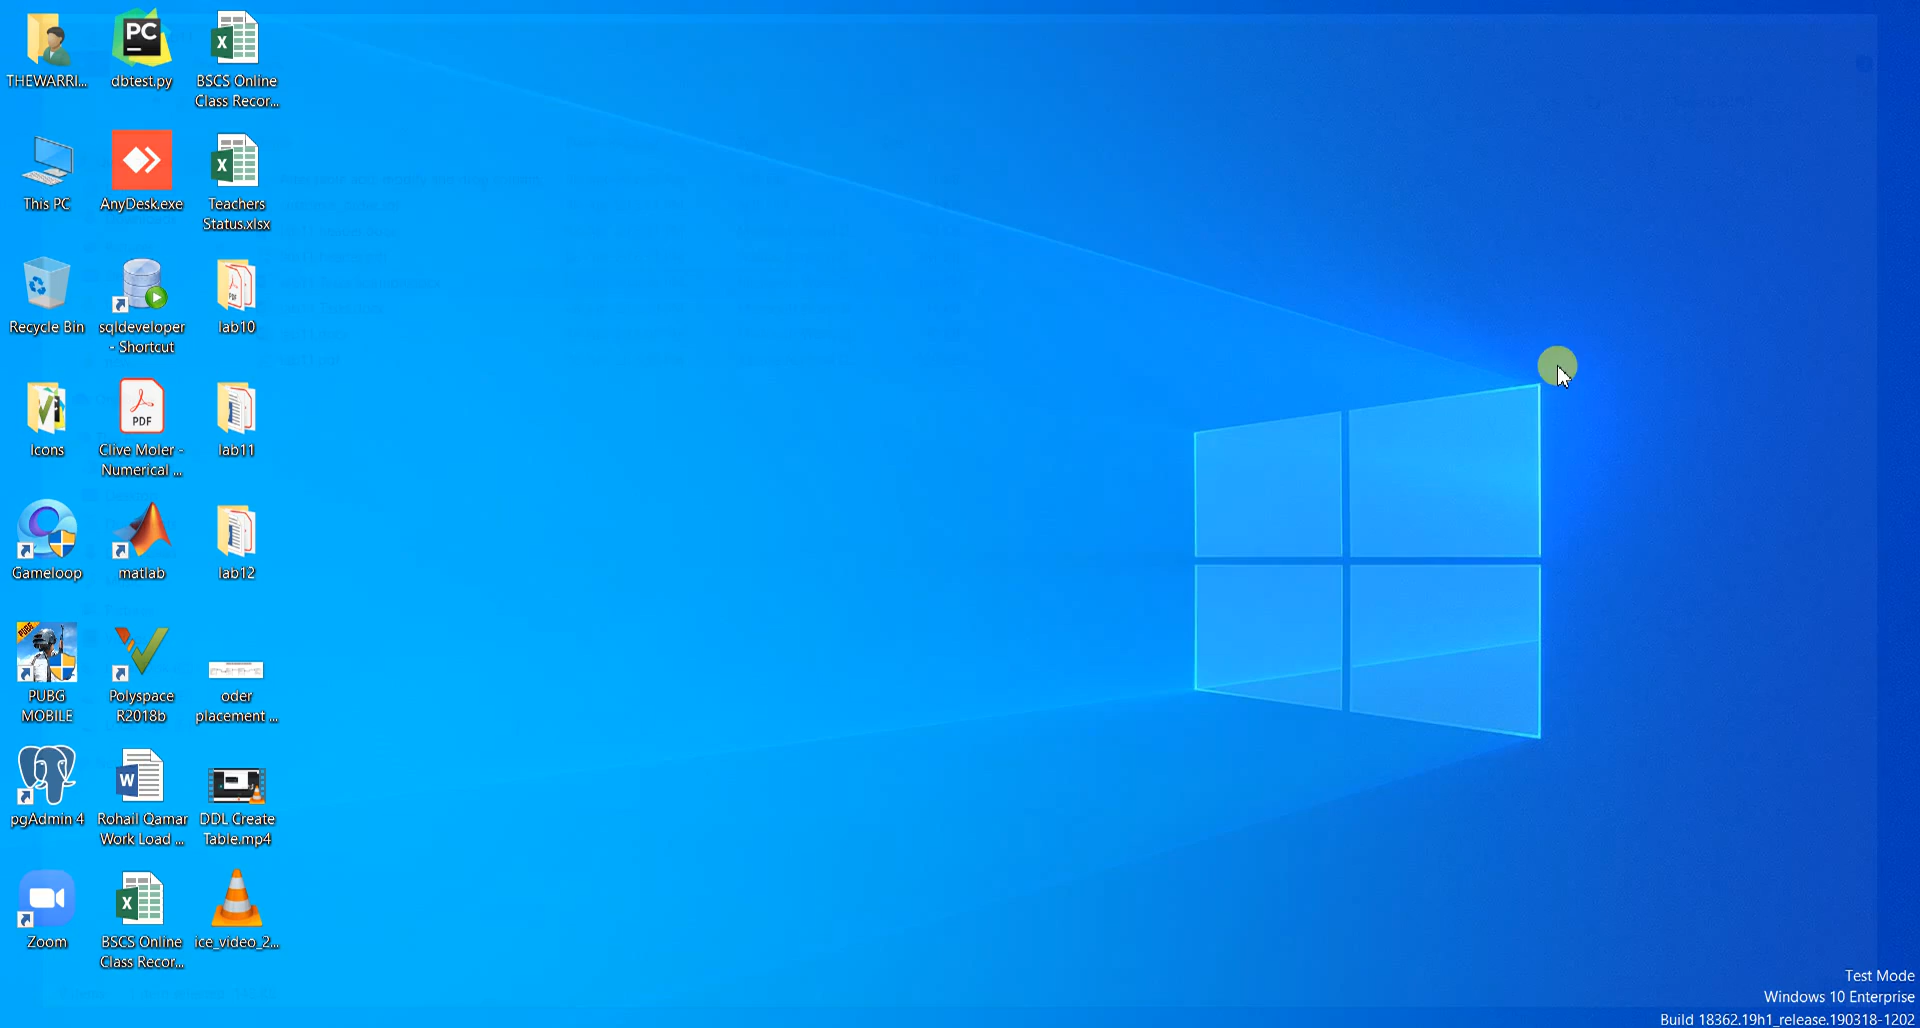 THEWARRI...
dbtest.py
BSCS Online
Class Recor...
This PC
AnyDesk.exe
Teachers
Status.xlsx
Recycle Bin
sqldeveloper
- Shortcut
lab10
Icons
Clive Moler -
Numerical ...
lab11
Gameloop
matlab
lab12
PUBG
MOBILE
Polyspace
R2018b
oder
placement ...
pgAdmin 4
Rohail Qamar
Work Load ...
DDL Create
Table.mp4
Zoom
BSCS Online
Class Recor...
ice_video_2...
PC
PDF
Test Mode
Windows 10 Enterprise
Build 18362.19h1_release.190318-1202